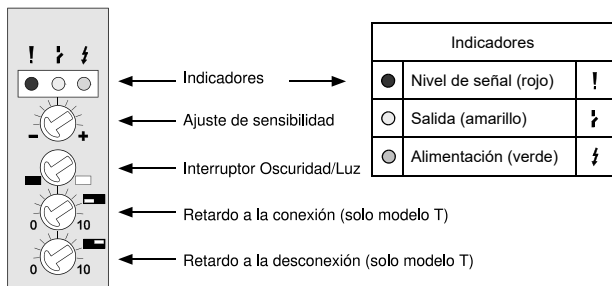 Indicadores
Ajuste de sensibilidad
- +
Interruptor Oscuridad/Luz
Retardo a la conexión (solo modelo T)
0 10
Retardo a la desconexión (solo modelo T)
0 10
Indicadores
Nivel de señal (rojo) !
Salida (amarillo)
Alimentación (verde)